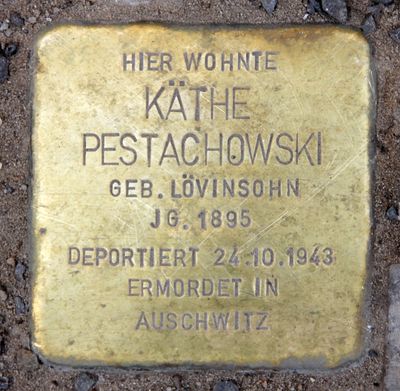 HIER WOHNTE
KÄTHE
PESTACHOWSKI
GEB. LÖVINSOHN
JG. 1895
DEPORTIERT 24.10.1943
ERMORDET IN
AUSCHWITZ